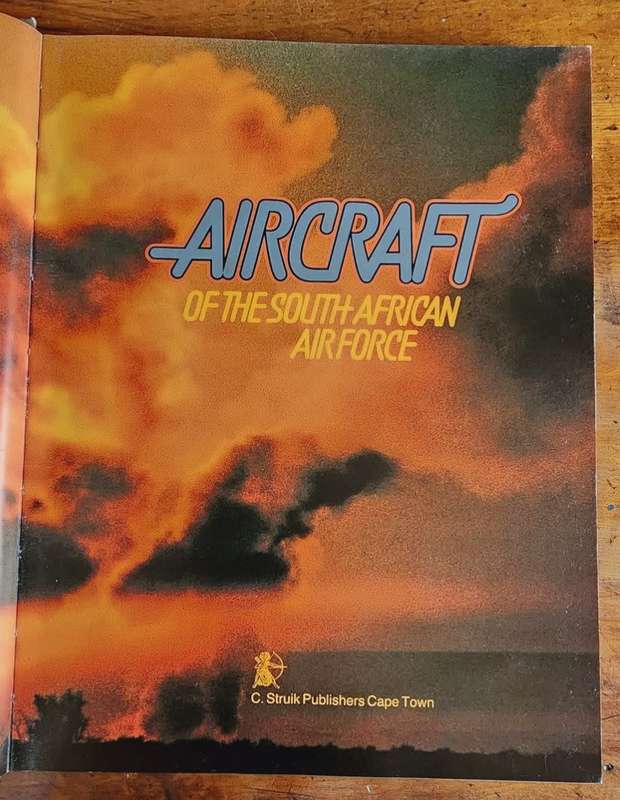 AIRCRAFT
OF THE SOUTH AFRICAN
AIR FORCE
C. Struik Publishers Cape Town